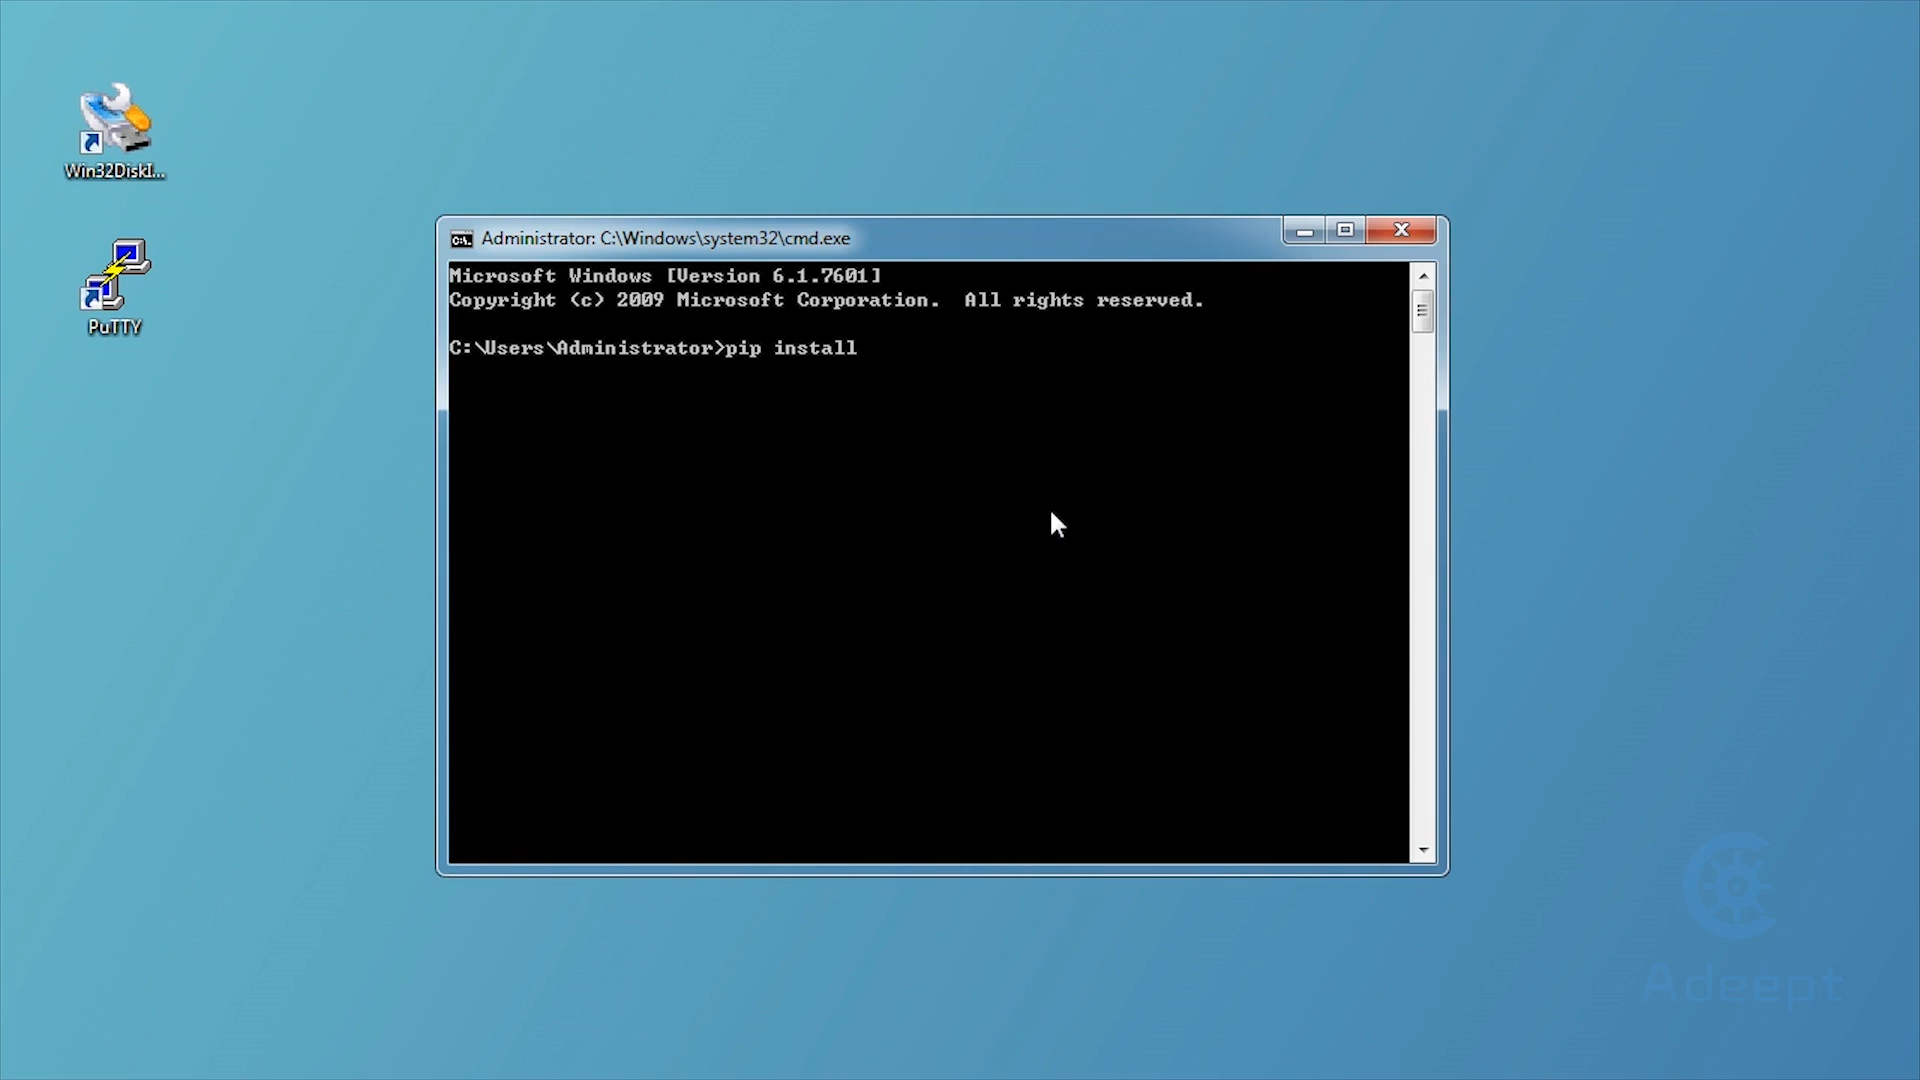 Win32DiskI...
PuTTY
Administrator: C:\Windows\system32\cmd.exe
Microsoft Windows [Version 6.1.7601]
Copyright (c) 2009 Microsoft Corporation.  All rights reserved.
C:\Users\Administrator>pip install
Adeept